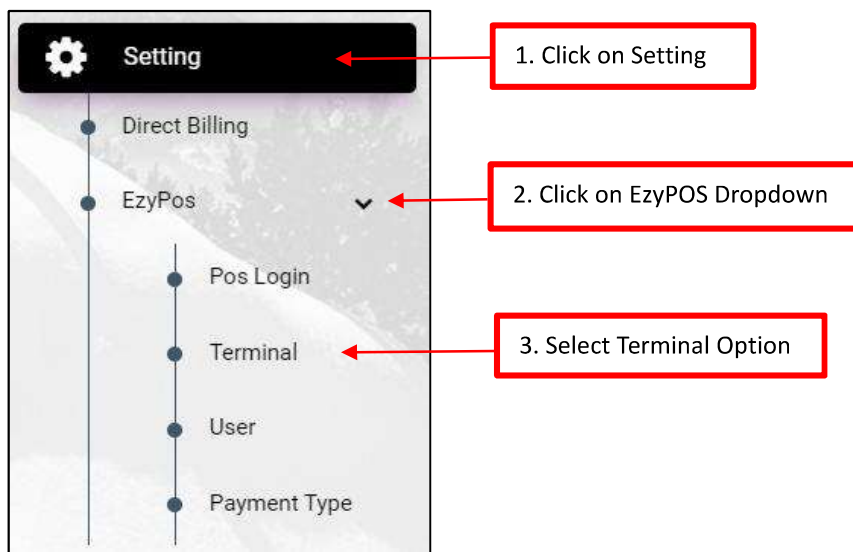 Setting
1. Click on Setting
Direct Billing
EzyPos
2. Click on EzyPOS Dropdown
Pos Login
Terminal
3. Select Terminal Option
User
Payment Type